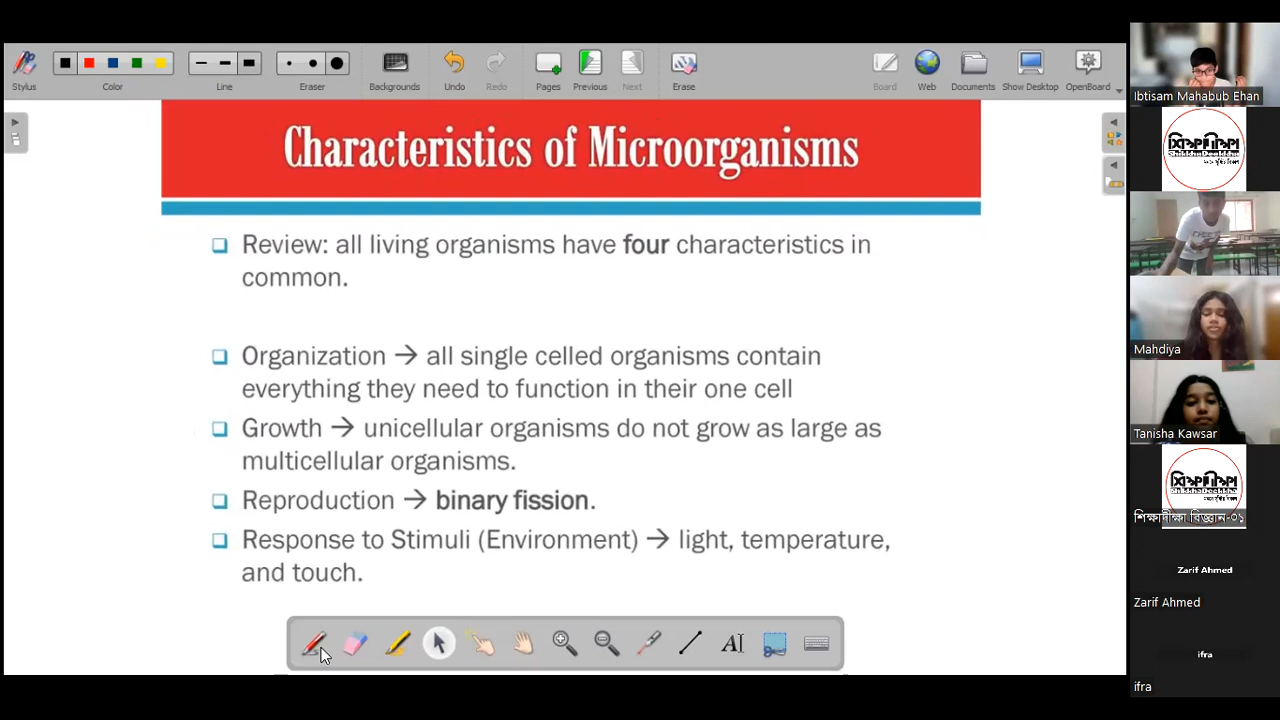 Stylus
Color
Line
Eraser
Backgrounds
Undo
Redo
Pages
Previous
Next
Erase
Board
Web
Documents
Show Desktop
OpenBoard
Characteristics of Microorganisms
Review: all living organisms have four characteristics in
common.
Organization → all single celled organisms contain
everything they need to function in their one cell
Growth → unicellular organisms do not grow as large as
multicellular organisms.
Reproduction → binary fission.
Response to Stimuli (Environment) → light, temperature,
and touch.
Ibtisam Mahabub Ehan
ShikkhaDeekkha
Mahdiya
Tanisha Kawsar
ShikkhaDeekkha
শিক্ষাদীক্ষা বিজ্ঞান-০১
Zarif Ahmed
Zarif Ahmed
ifra
ifra